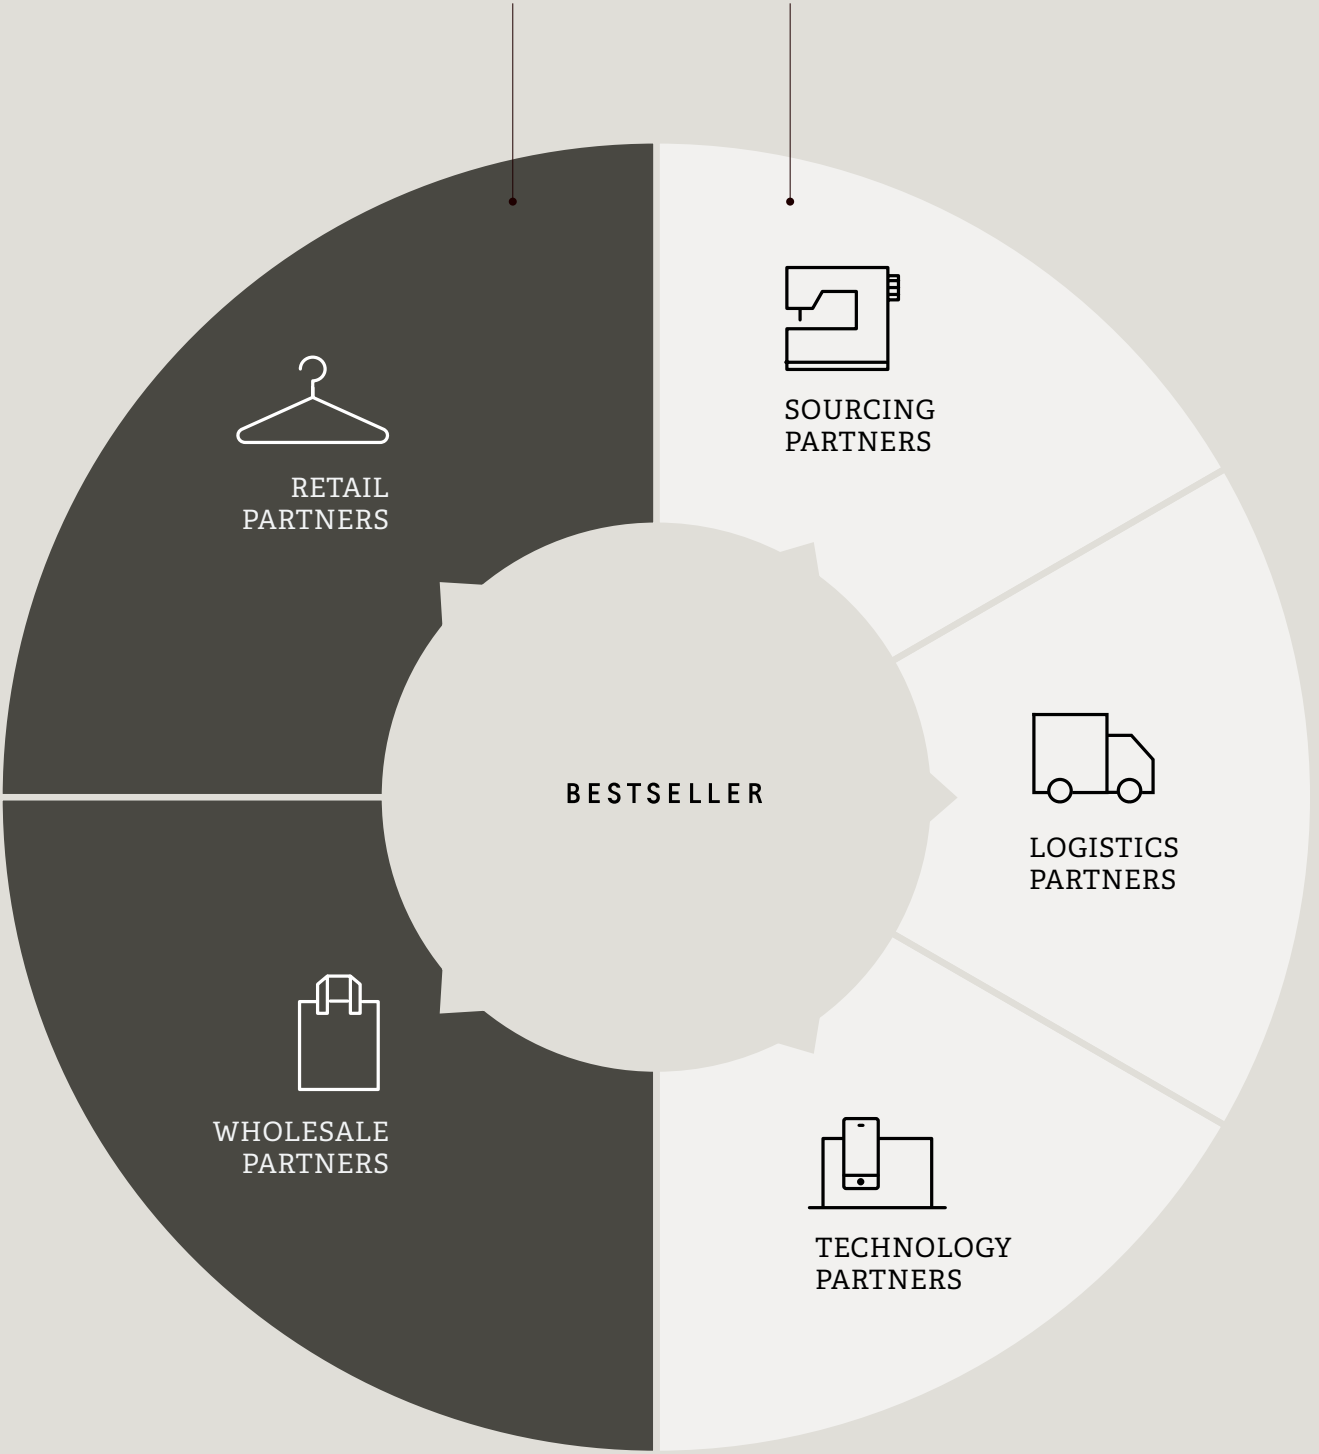 SOURCING
PARTNERS
RETAIL
PARTNERS
BESTSELLER
LOGISTICS
PARTNERS
WHOLESALE
PARTNERS
TECHNOLOGY
PARTNERS